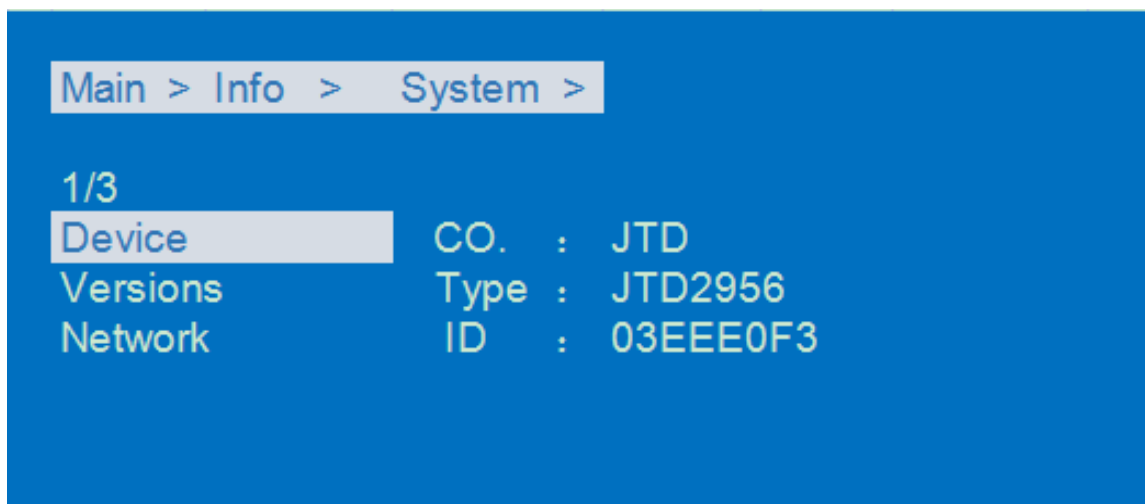 Main > Info > System >
1/3
Device CO. : JTD
Versions Type : JTD2956
Network ID : 03EEE0F3